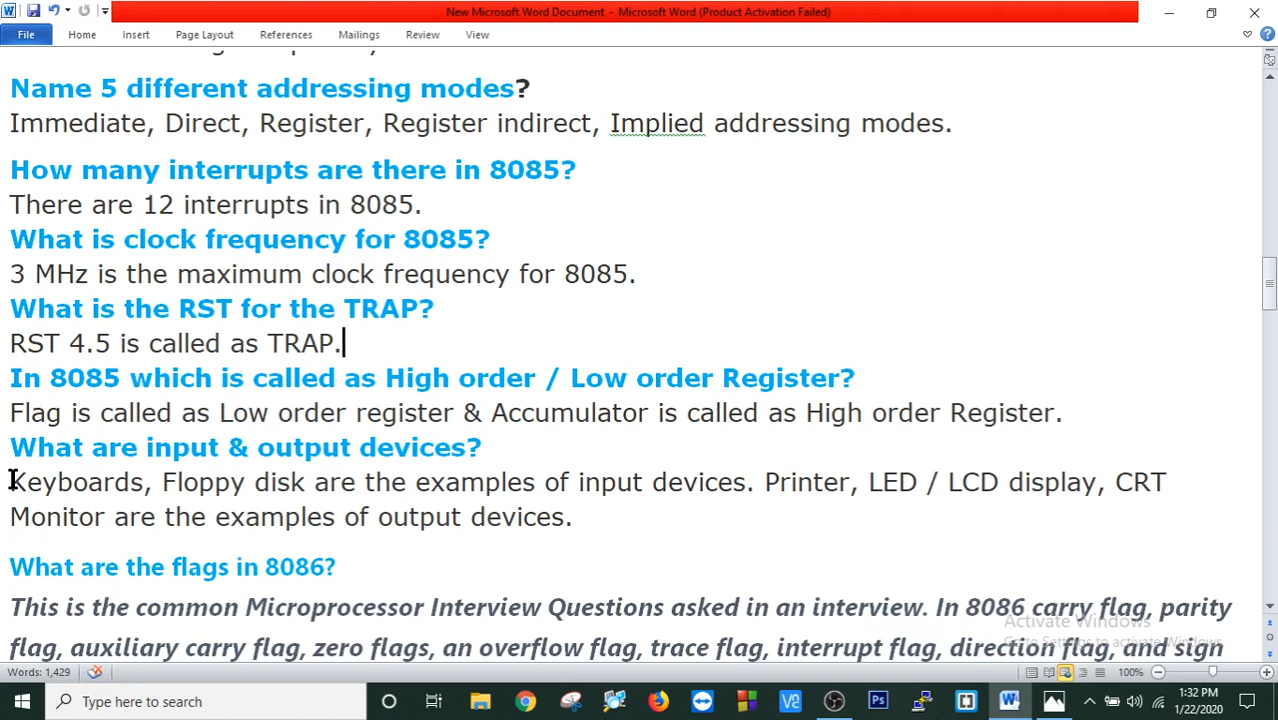 New Microsoft Word Document - Microsoft Word (Product Activation Failed)
File Home Insert Page Layout References Mailings Review View
Name 5 different addressing modes?
Immediate, Direct, Register, Register indirect, Implied addressing modes.
How many interrupts are there in 8085?
There are 12 interrupts in 8085.
What is clock frequency for 8085?
3 MHz is the maximum clock frequency for 8085.
What is the RST for the TRAP?
RST 4.5 is called as TRAP.
In 8085 which is called as High order / Low order Register?
Flag is called as Low order register & Accumulator is called as High order Register.
What are input & output devices?
Keyboards, Floppy disk are the examples of input devices. Printer, LED / LCD display, CRT
Monitor are the examples of output devices.
What are the flags in 8086?
This is the common Microprocessor Interview Questions asked in an interview. In 8086 carry flag, parity
Activate Windows
Go to Settings to activate Windows.
flag, auxiliary carry flag, zero flags, an overflow flag, trace flag, interrupt flag, direction flag, and sign
Words: 1,429
100%
Type here to search
1:32 PM
1/22/2020